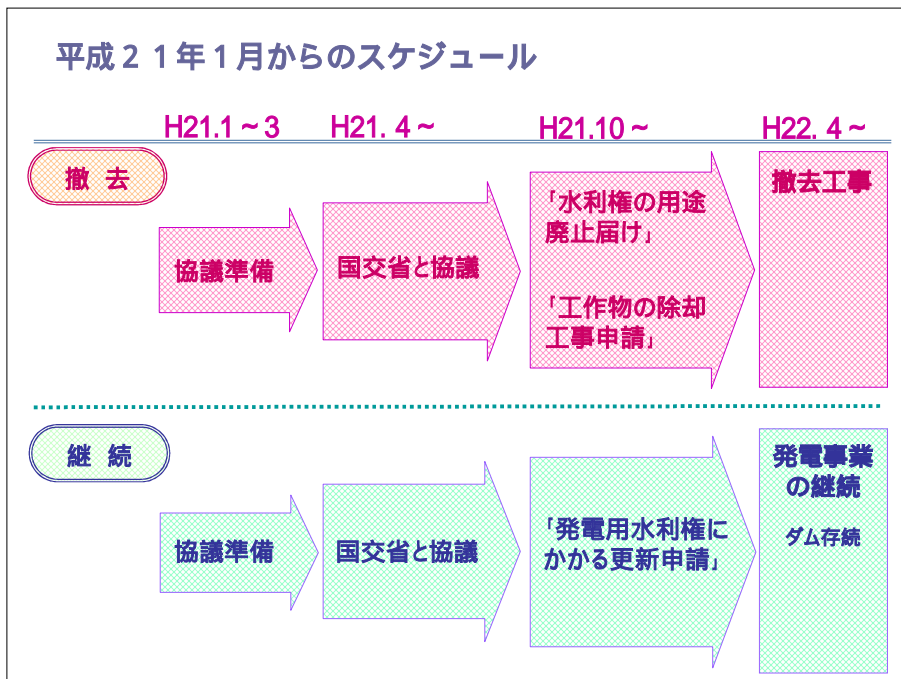 平成２１年１月からのスケジュール
H21.1～3
H21. 4～
H21.10～
H22. 4～
撤 去
協議準備
国交省と協議
「水利権の用途
廃止届け」
「工作物の除却
工事申請」
撤去工事
継 続
協議準備
国交省と協議
「発電用水利権に
かかる更新申請」
発電事業
の継続
ダム存続